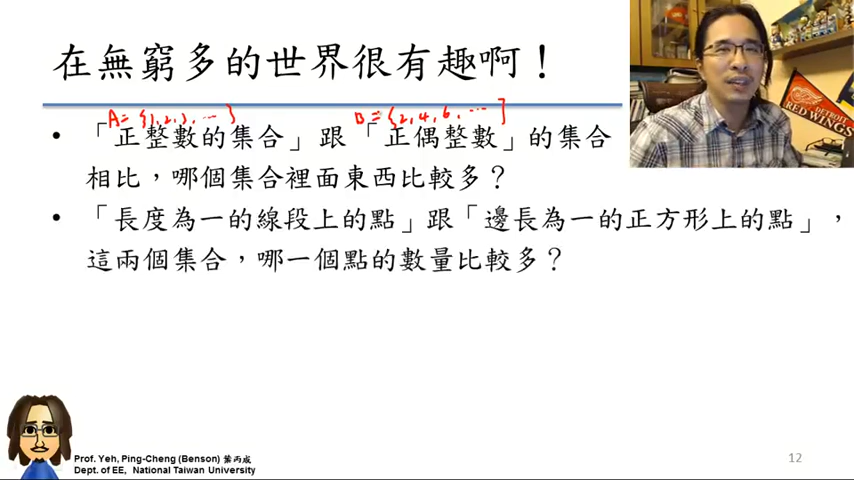 在無窮多的世界很有趣啊！
A={1,2,3,…} B={2,4,6,…}
• 「正整數的集合」跟「正偶整數」的集合
相比，哪個集合裡面東西比較多？
• 「長度為一的線段上的點」跟「邊長為一的正方形上的點」，
這兩個集合，哪一個點的數量比較多？
DETROIT
RED WINGS
Prof. Yeh, Ping-Cheng (Benson) 葉丙成
Dept. of EE, National Taiwan University
12